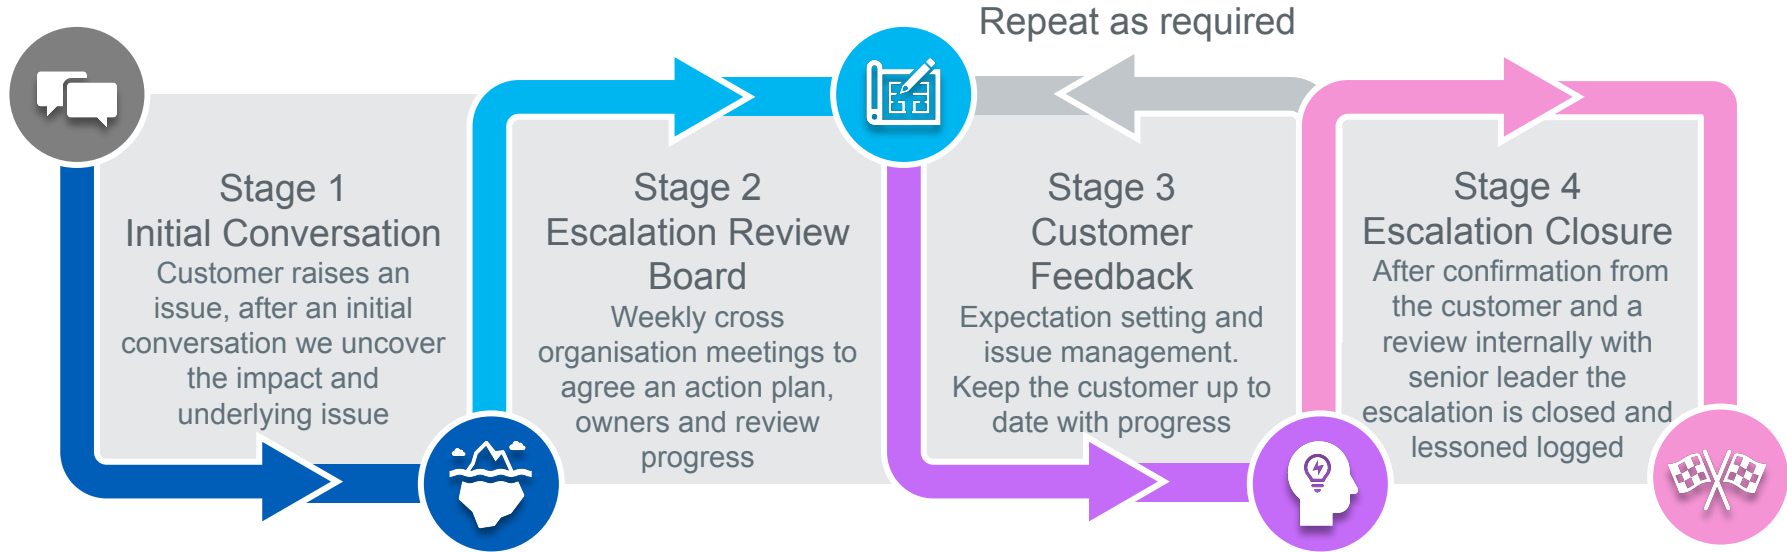 Repeat as required
Stage 1
Initial Conversation
Customer raises an
issue, after an initial
conversation we uncover
the impact and
underlying issue
Stage 2
Escalation Review
Board
Weekly cross
organisation meetings to
agree an action plan,
owners and review
progress
Stage 3
Customer
Feedback
Expectation setting and
issue management.
Keep the customer up to
date with progress
Stage 4
Escalation Closure
After confirmation from
the customer and a
review internally with
senior leader the
escalation is closed and
lessoned logged